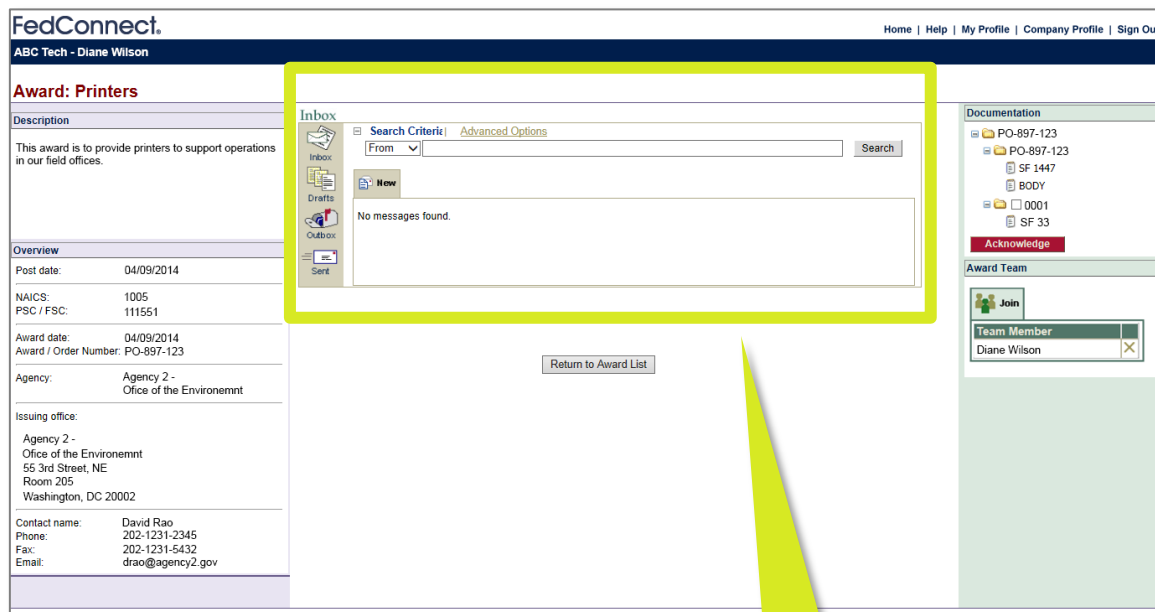 FedConnect.
Home | Help | My Profile | Company Profile | Sign Ou
ABC Tech - Diane Wilson
Award: Printers
Description
This award is to provide printers to support operations
in our field offices.
Overview
Post date: 04/09/2014
NAICS: 1005
PSC / FSC: 111551
Award date: 04/09/2014
Award / Order Number: PO-897-123
Agency: Agency 2 -
Ofice of the Environemnt
Issuing office:
Agency 2 -
Ofice of the Environemnt
55 3rd Street, NE
Room 205
Washington, DC 20002
Contact name: David Rao
Phone: 202-1231-2345
Fax: 202-1231-5432
Email: drao@agency2.gov
Inbox
Search Criteria Advanced Options
From Search
Inbox
Drafts
Outbox
Sent
New
No messages found.
Return to Award List
Documentation
PO-897-123
PO-897-123
SF 1447
BODY
0001
SF 33
Acknowledge
Award Team
Join
Team Member
Diane Wilson